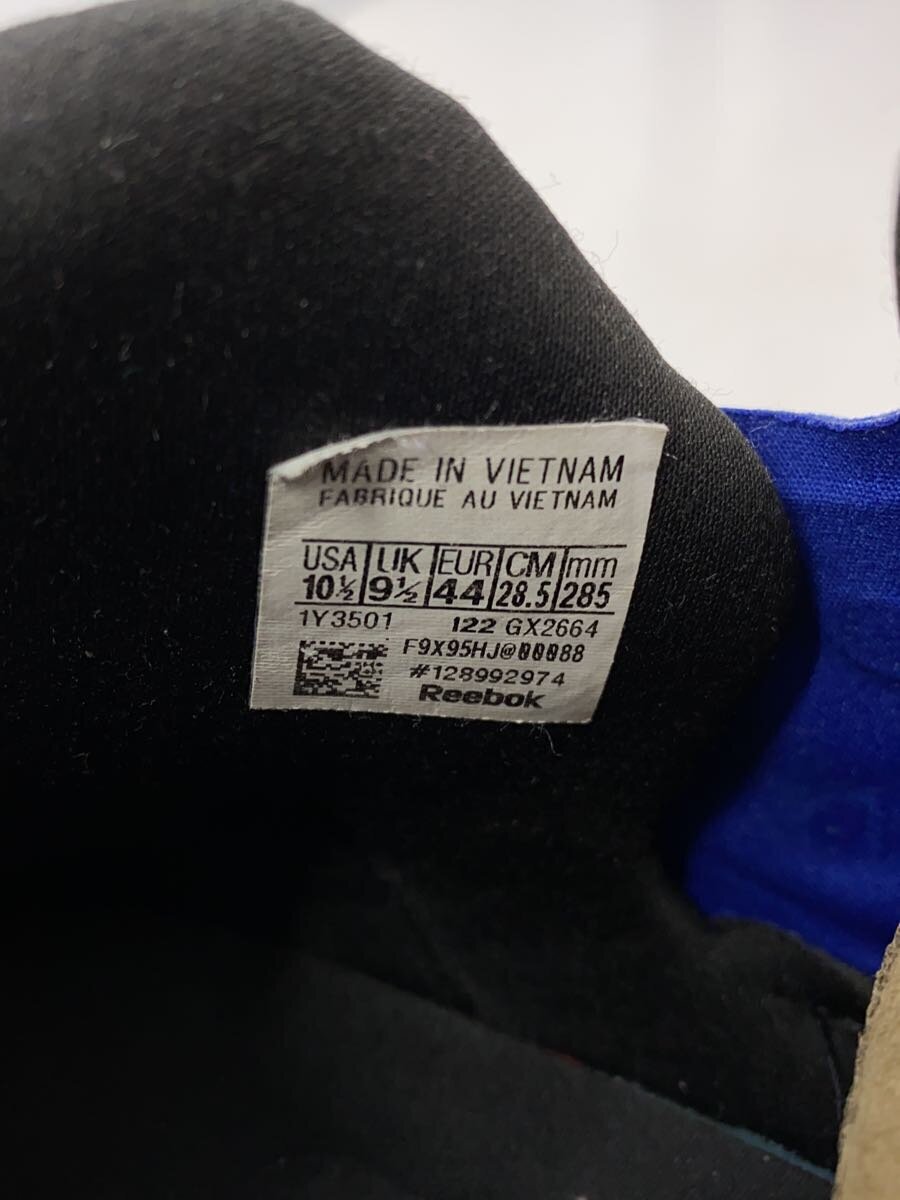 MADE IN VIETNAM
FABRIQUE AU VIETNAM
USA UK EUR CM mm
10½ 9½ 44 28.5 285
1Y3501 122 GX2664
F9X95HJ@00088
#128992974
Reebok